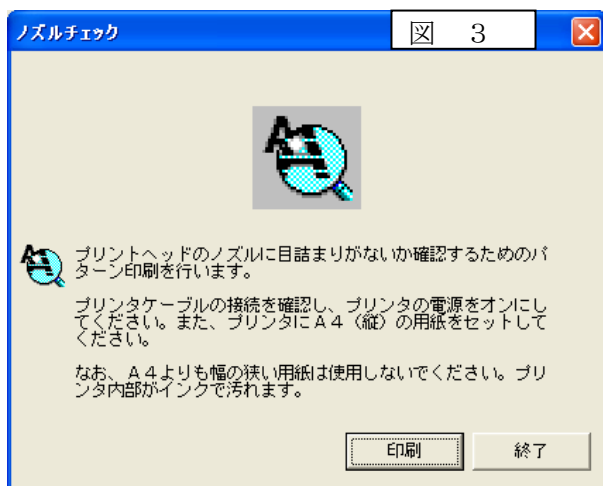 ノズルチェック
図 3
プリントヘッドのノズルに目詰まりがないか確認するためのパ
ターン印刷を行います。
プリンタケーブルの接続を確認し、プリンタの電源をオンにし
てください。また、プリンタにA4(縦)の用紙をセットして
ください。
なお、A4よりも幅の狭い用紙は使用しないでください。プリ
ンタ内部がインクで汚れます。
印刷
終了